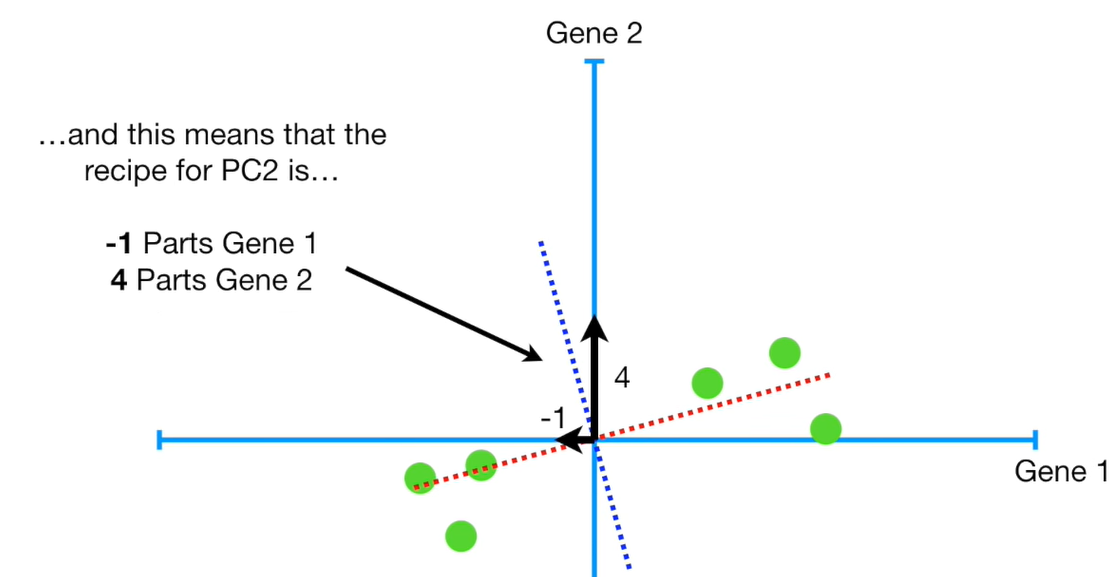 Gene 2
…and this means that the
recipe for PC2 is…
-1 Parts Gene 1
4 Parts Gene 2
4
-1
Gene 1